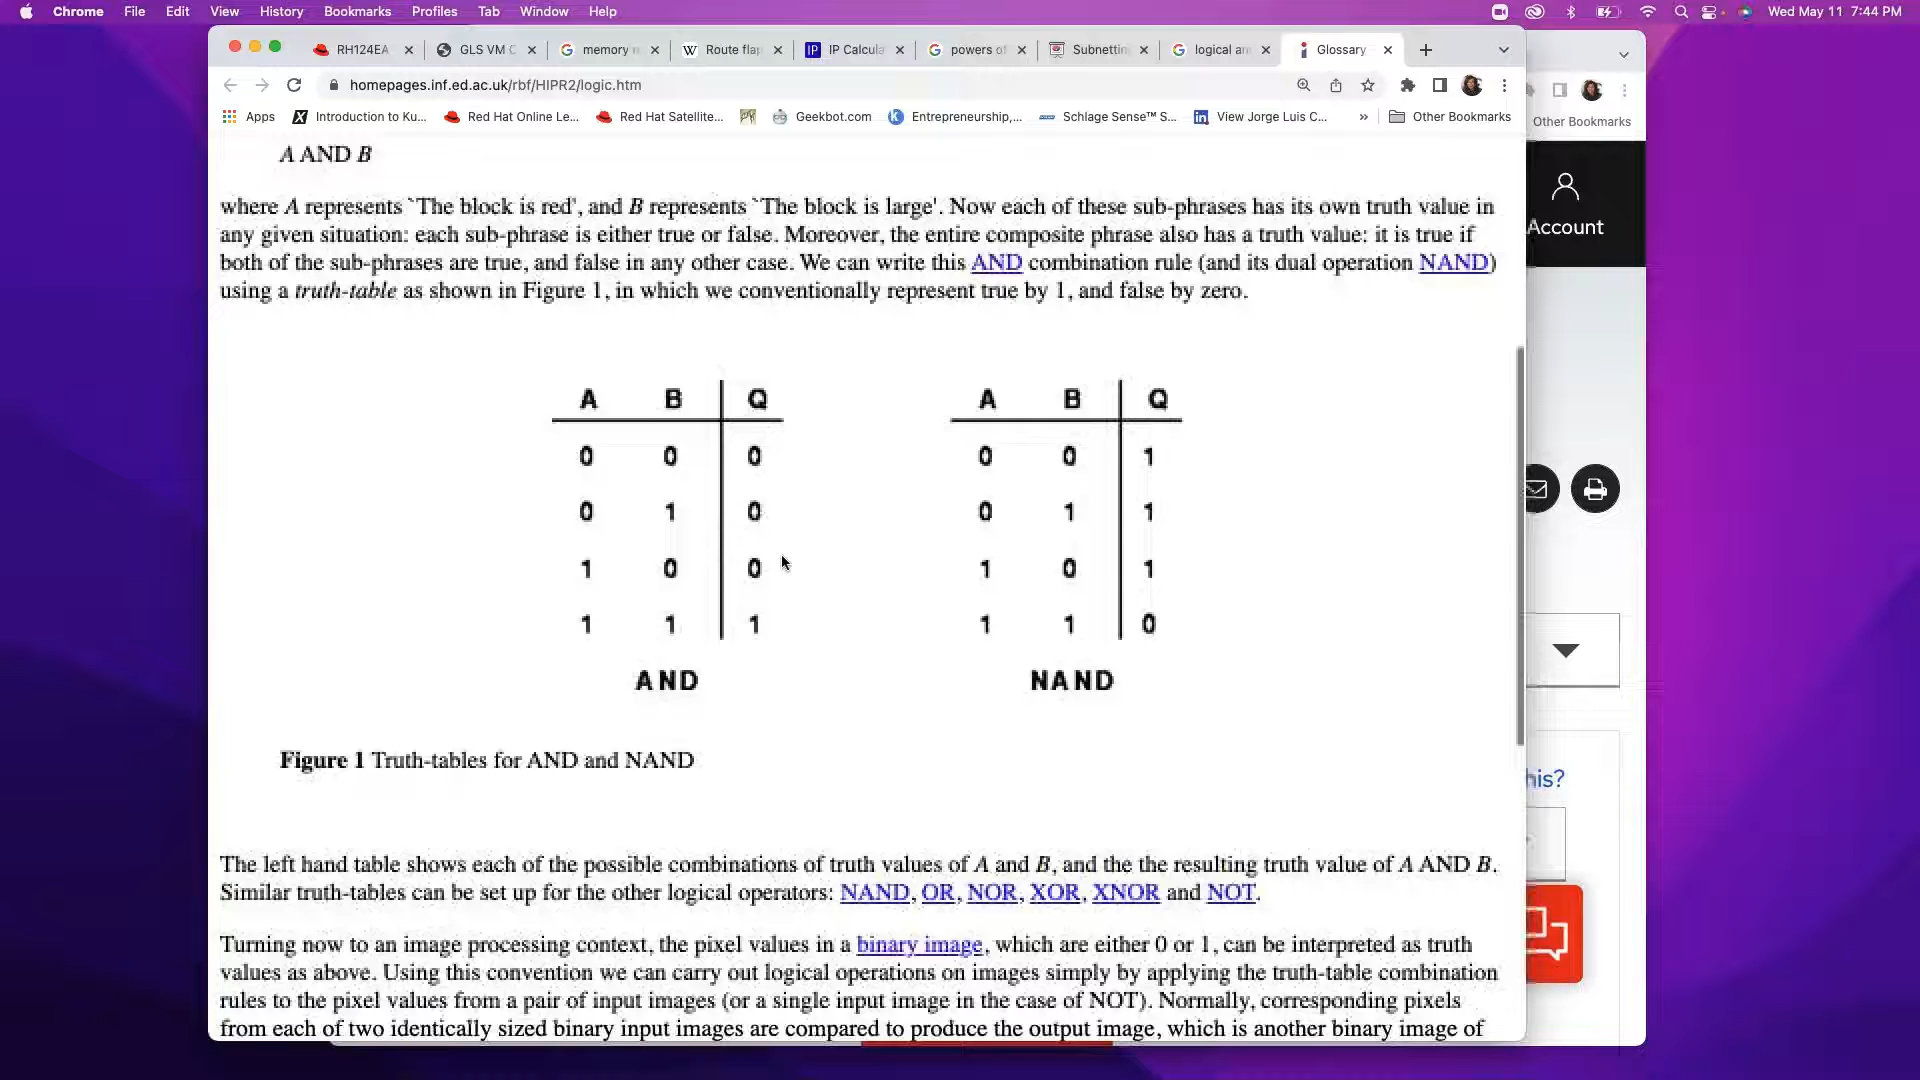 Chrome File Edit View History Bookmarks Profiles Tab Window Help Wed May 11 7:44 PM
RH124EA GLS VM C memory Route flap IP IP Calcula powers of Subnettin logical an Glossary
homepages.inf.ed.ac.uk/rbf/HIPR2/logic.htm
Apps Introduction to Ku... Red Hat Online Le... Red Hat Satellite... Geekbot.com Entrepreneurship,... Schlage Sense™ S... View Jorge Luis C... » Other Bookmarks
Other Bookmarks
A AND B
where A represents `The block is red', and B represents `The block is large'. Now each of these sub-phrases has its own truth value in
any given situation: each sub-phrase is either true or false. Moreover, the entire composite phrase also has a truth value: it is true if
both of the sub-phrases are true, and false in any other case. We can write this AND combination rule (and its dual operation NAND)
using a truth-table as shown in Figure 1, in which we conventionally represent true by 1, and false by zero.
Account
A B Q A B Q
0 0 0 0 0 1
0 1 0 0 1 1
1 0 0 1 0 1
1 1 1 1 1 0
AND NAND
Figure 1 Truth-tables for AND and NAND
his?
The left hand table shows each of the possible combinations of truth values of A and B, and the the resulting truth value of A AND B.
Similar truth-tables can be set up for the other logical operators: NAND, OR, NOR, XOR, XNOR and NOT.
Turning now to an image processing context, the pixel values in a binary image, which are either 0 or 1, can be interpreted as truth
values as above. Using this convention we can carry out logical operations on images simply by applying the truth-table combination
rules to the pixel values from a pair of input images (or a single input image in the case of NOT). Normally, corresponding pixels
from each of two identically sized binary input images are compared to produce the output image, which is another binary image of